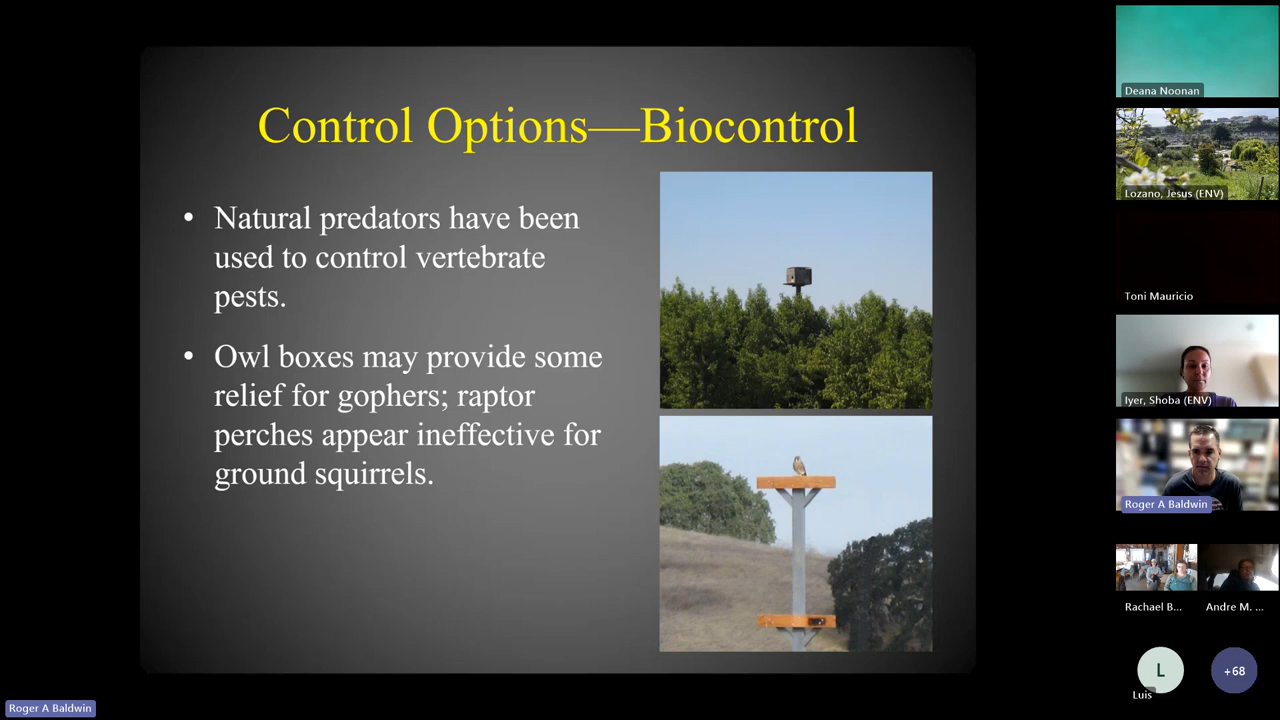 Control Options—Biocontrol
• Natural predators have been
used to control vertebrate
pests.
• Owl boxes may provide some
relief for gophers; raptor
perches appear ineffective for
ground squirrels.
Deana Noonan
Lozano, Jesus (ENV)
Toni Mauricio
Iyer, Shoba (ENV)
Roger A Baldwin
Rachael B...
Andre M. ...
L
Luis
+68
Roger A Baldwin